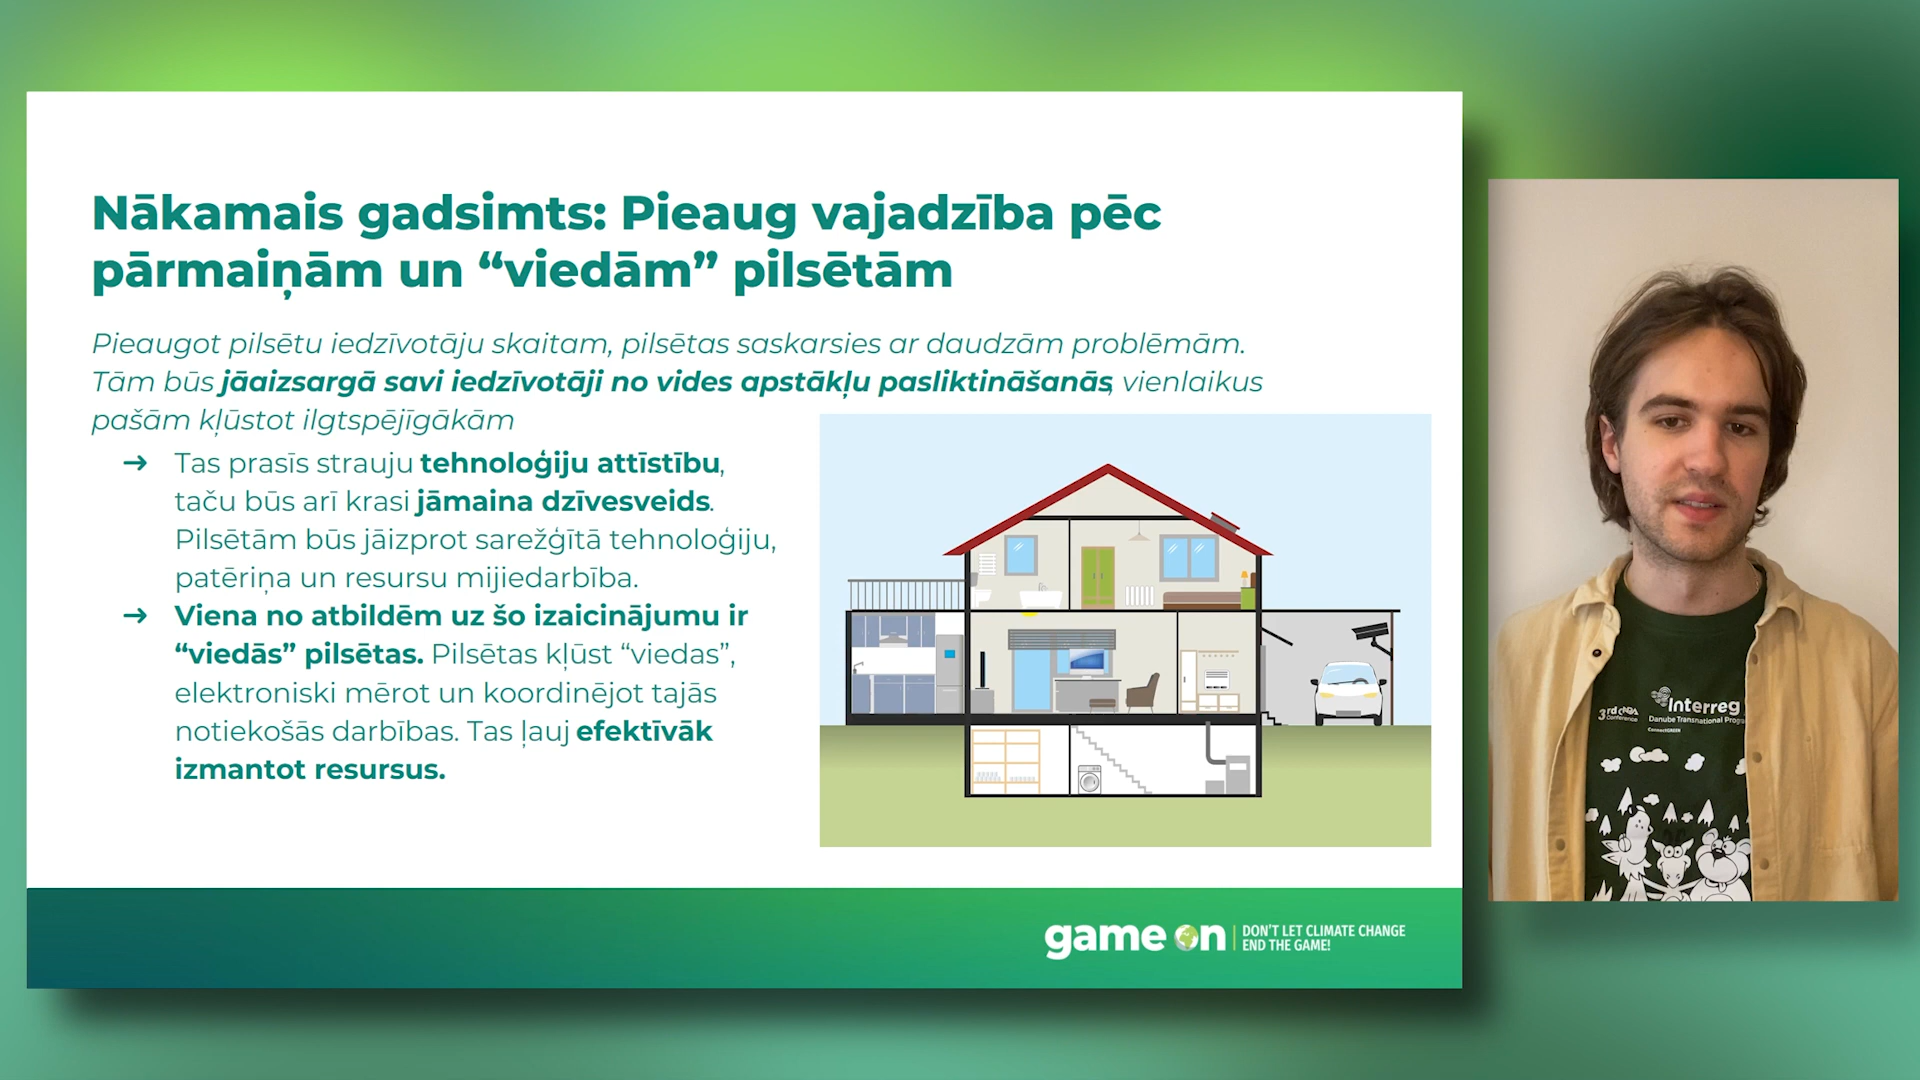 Nākamais gadsimts: Pieaug vajadzība pēc
pārmaiņām un “viedām” pilsētām
Pieaugot pilsētu iedzīvotāju skaitam, pilsētas saskarsies ar daudzām problēmām.
Tām būs jāaizsargā savi iedzīvotāji no vides apstākļu pasliktināšanās, vienlaikus
pašām kļūstot ilgtspējīgākām
➔ Tas prasīs strauju tehnoloģiju attīstību,
taču būs arī krasi jāmaina dzīvesveids.
Pilsētām būs jāizprot sarežģītā tehnoloģiju,
patēriņa un resursu mijiedarbība.
➔ Viena no atbildēm uz šo izaicinājumu ir
“viedās” pilsētas. Pilsētas kļūst “viedas”,
elektroniski mērot un koordinējot tajās
notiekošās darbības. Tas ļauj efektīvāk
izmantot resursus.
game on
DON'T LET CLIMATE CHANGE
END THE GAME!
3rd
Conference
Interreg
Danube Transnational
ConnectGREEN